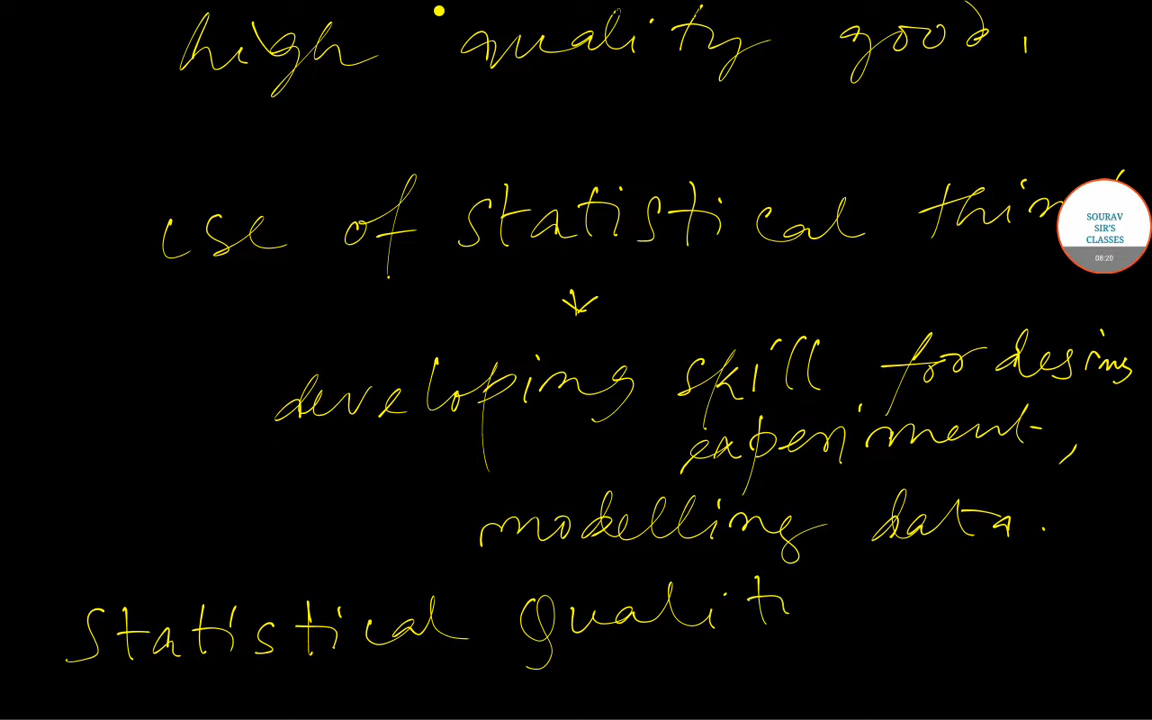 high quality good.
use of statistical thin
SOURAV
SIR'S
CLASSES
08:20
↓
developing skill for desing
experiment,
modelling data.
Statistical Qualit